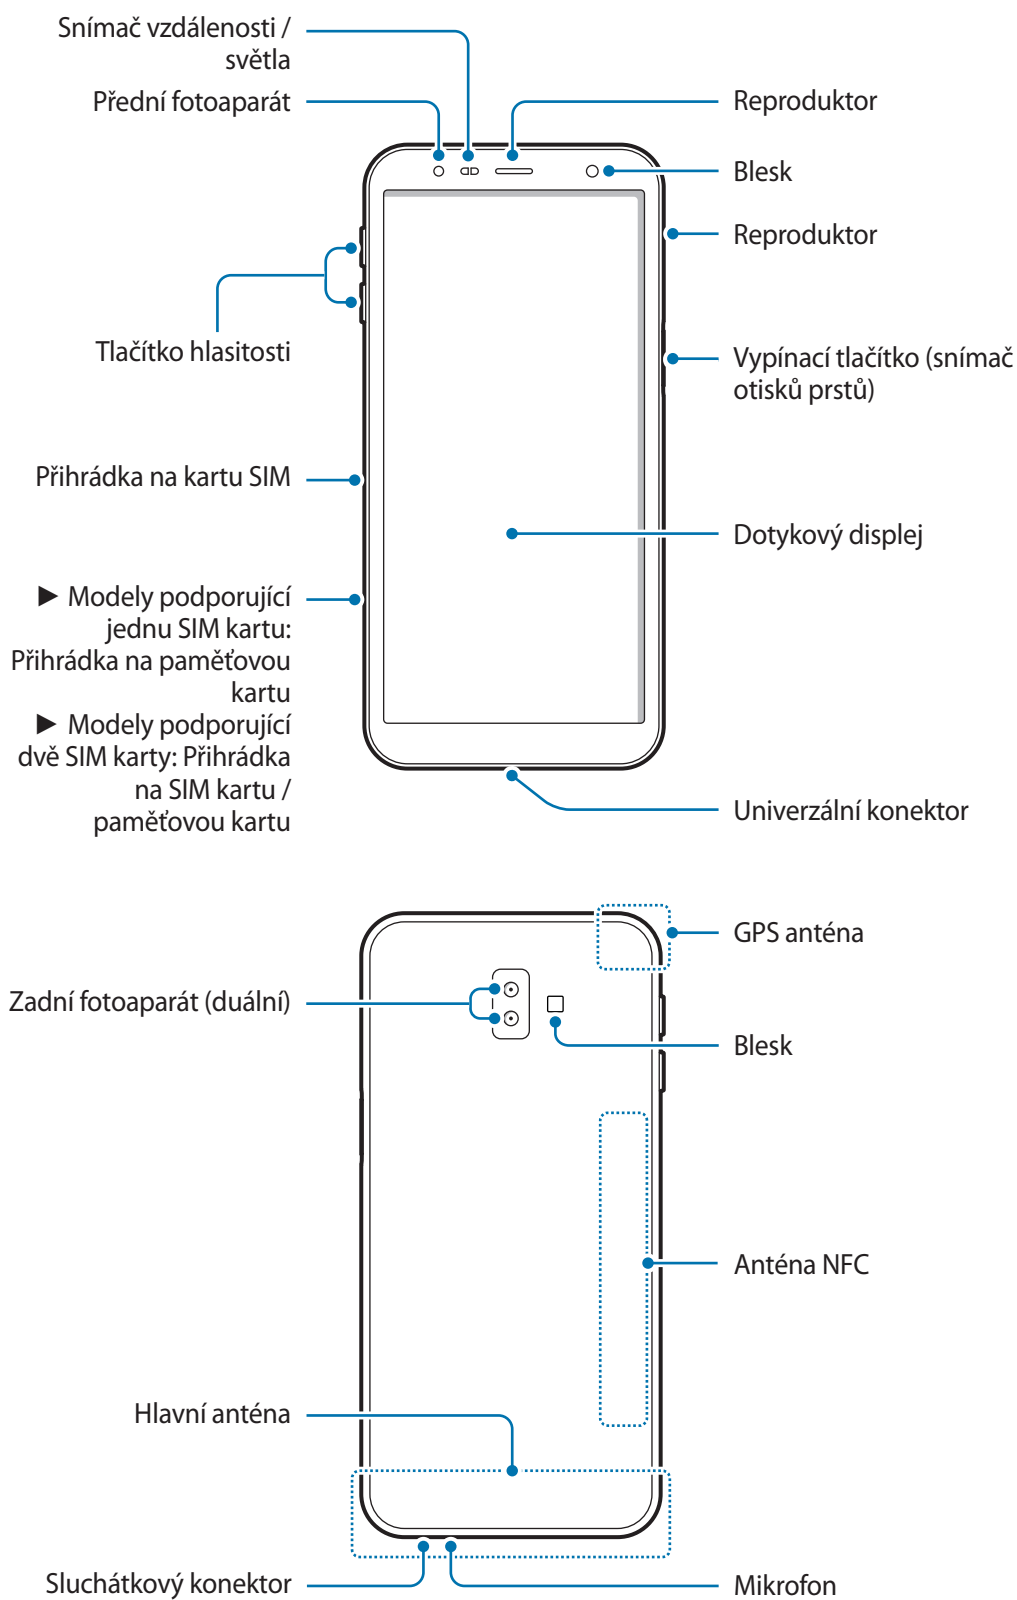 Snímač vzdálenosti /
světla
Přední fotoaparát
Reproduktor
Blesk
Reproduktor
Tlačítko hlasitosti
Vypínací tlačítko (snímač
otisků prstů)
Přihrádka na kartu SIM
Dotykový displej
► Modely podporující
jednu SIM kartu:
Přihrádka na paměťovou
kartu
► Modely podporující
dvě SIM karty: Přihrádka
na SIM kartu /
paměťovou kartu
Univerzální konektor
GPS anténa
Zadní fotoaparát (duální)
Blesk
Anténa NFC
Hlavní anténa
Sluchátkový konektor
Mikrofon